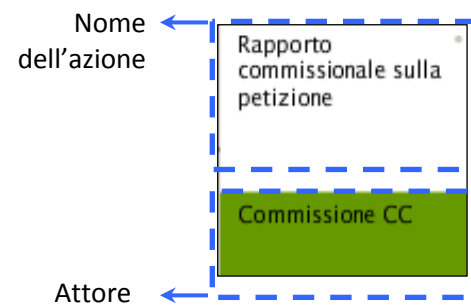 Nome
dell’azione
Rapporto
commissionale sulla
petizione
Commissione CC
Attore